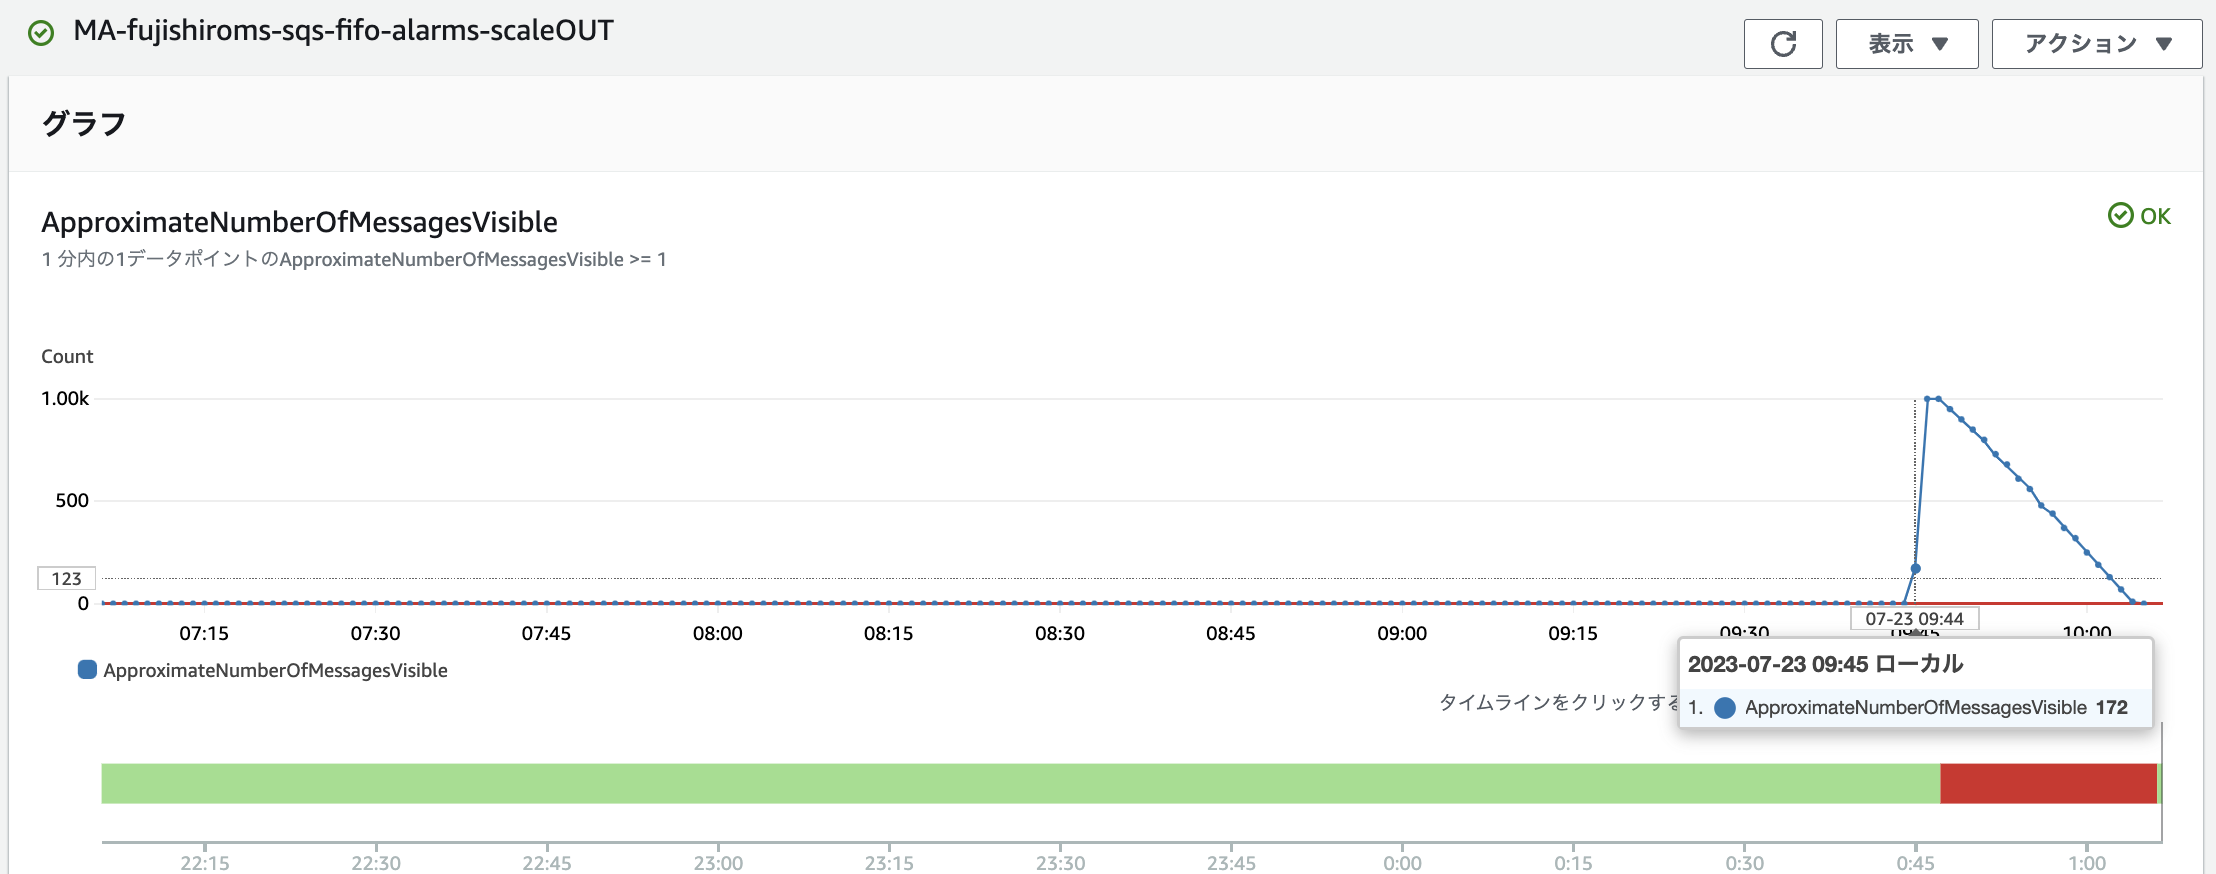 MA-fujishiroms-sqs-fifo-alarms-scaleOUT
表示 ▼
アクション ▼
グラフ
ApproximateNumberOfMessagesVisible
OK
1 分内の1データポイントのApproximateNumberOfMessagesVisible >= 1
Count
1.00k
500
123
0
07-23 09:44
07:15 07:30 07:45 08:00 08:15 08:30 08:45 09:00 09:15 09:30 09:45 10:00
2023-07-23 09:45 ローカル
1. ApproximateNumberOfMessagesVisible 172
ApproximateNumberOfMessagesVisible
タイムラインをクリックする
22:15 22:30 22:45 23:00 23:15 23:30 23:45 0:00 0:15 0:30 0:45 1:00